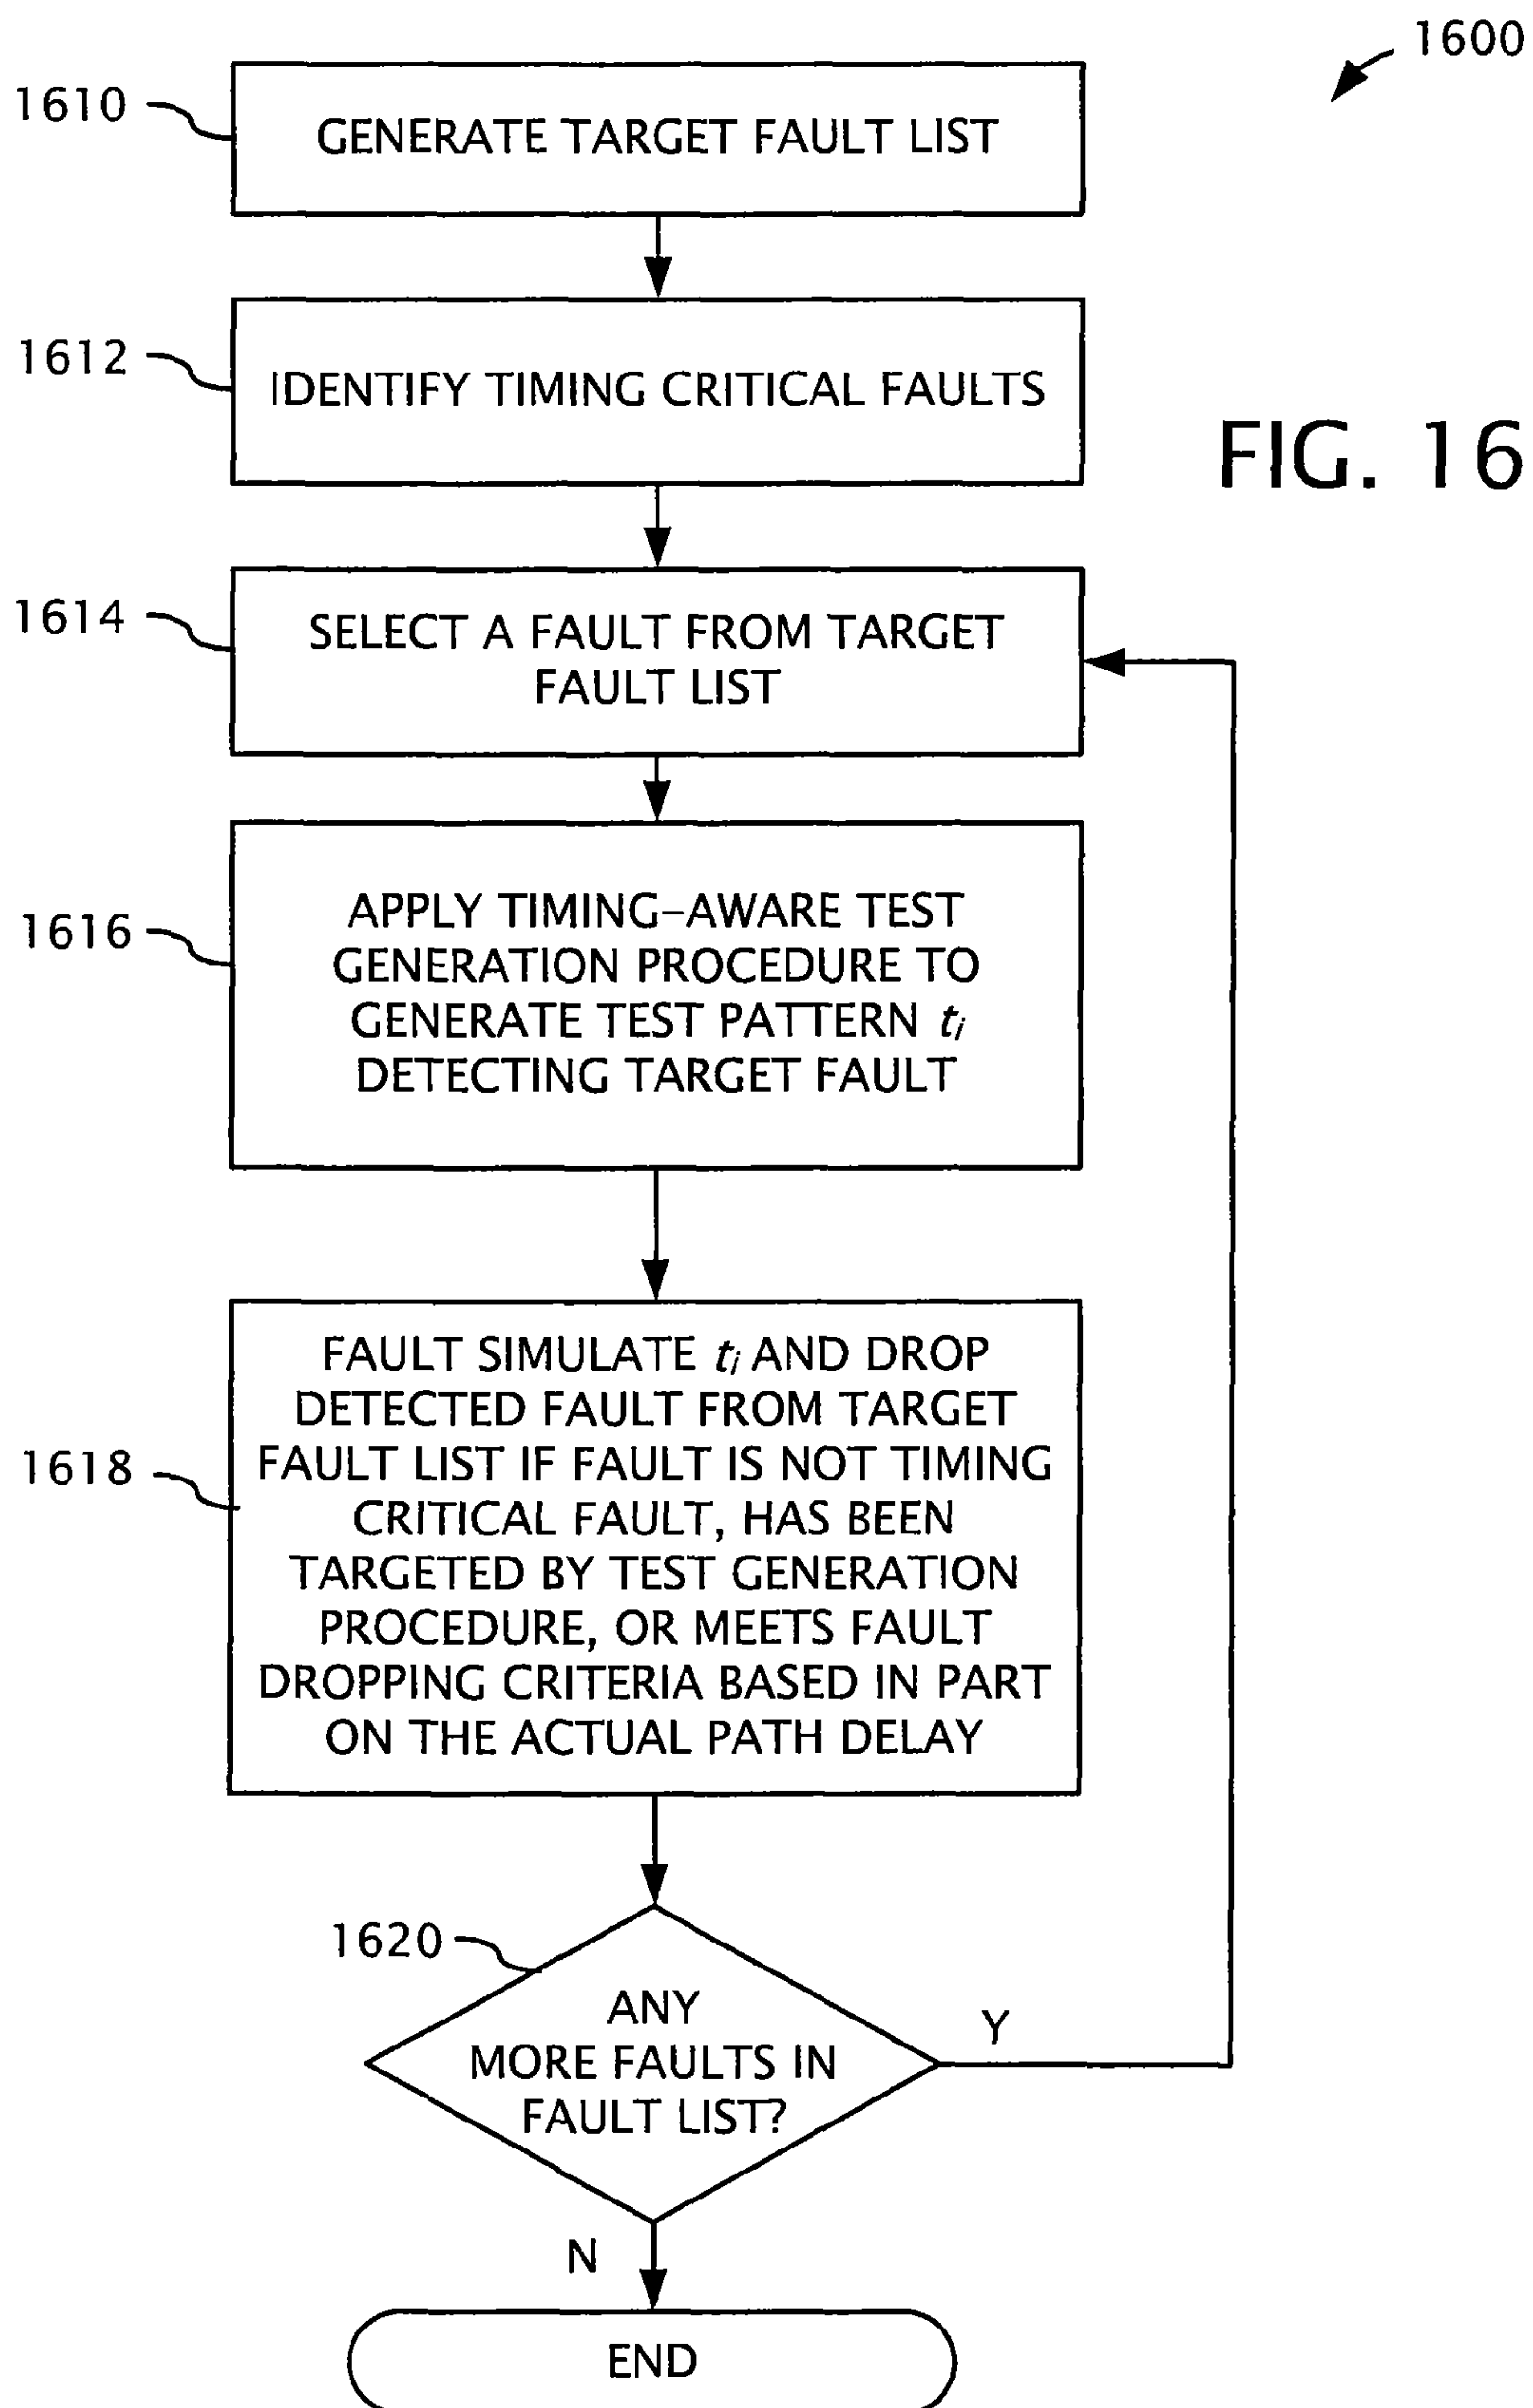 1600
1610
GENERATE TARGET FAULT LIST
1612
IDENTIFY TIMING CRITICAL FAULTS
FIG. 16
1614
SELECT A FAULT FROM TARGET
FAULT LIST
1616
APPLY TIMING-AWARE TEST
GENERATION PROCEDURE TO
GENERATE TEST PATTERN ti
DETECTING TARGET FAULT
1618
FAULT SIMULATE ti AND DROP
DETECTED FAULT FROM TARGET
FAULT LIST IF FAULT IS NOT TIMING
CRITICAL FAULT, HAS BEEN
TARGETED BY TEST GENERATION
PROCEDURE, OR MEETS FAULT
DROPPING CRITERIA BASED IN PART
ON THE ACTUAL PATH DELAY
1620
ANY
MORE FAULTS IN
FAULT LIST?
Y
N
END